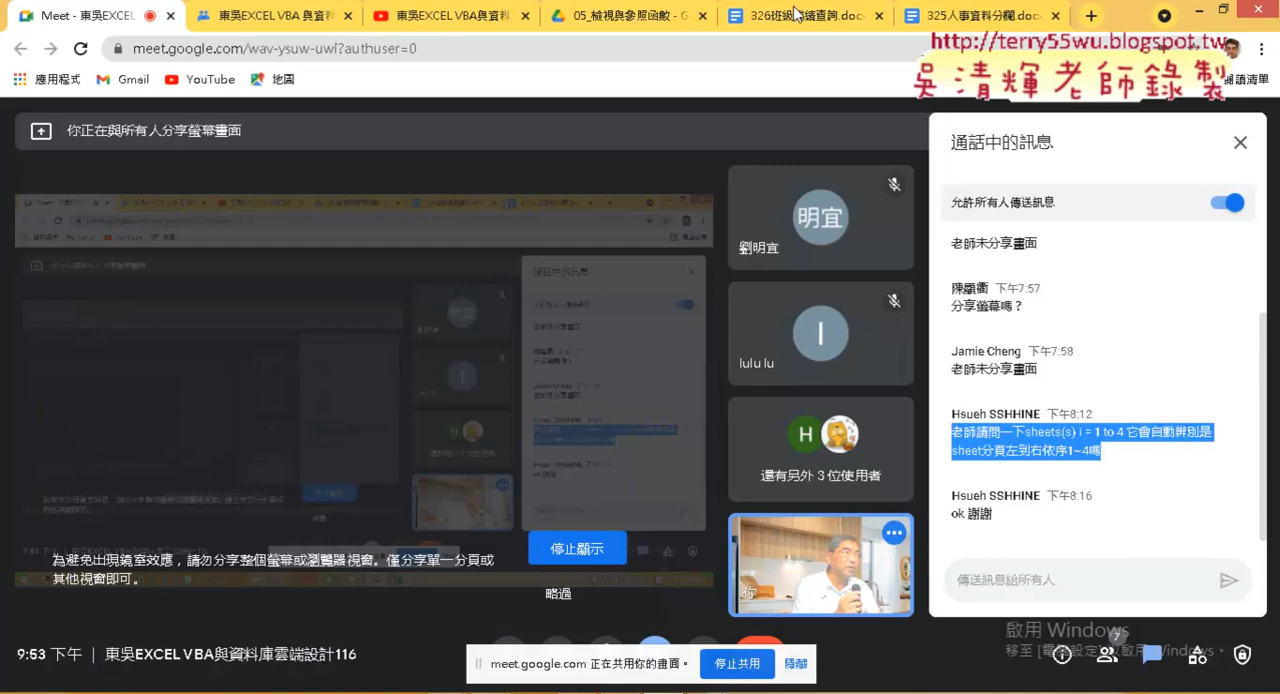 Meet - 東吳EXCEL
東吳EXCEL VBA 與資料
東吳EXCEL VBA與資料
05_檢視與參照函數 - G
326班級成績查詢.docx
325人事資料分欄.docx
meet.google.com/wav-ysuw-uwf?authuser=0
http://terry55wu.blogspot.tw
吳清輝老師錄製
應用程式
Gmail
YouTube
地圖
閱讀清單
你正在與所有人分享螢幕畫面
通話中的訊息
允許所有人傳送訊息
老師未分享畫面
陳顯衢 下午7:57
分享螢幕嗎？
Jamie Cheng 下午7:58
老師未分享畫面
Hsueh SSHHINE 下午8:12
老師請問一下sheets(s) i = 1 to 4 它會自動辨別是
sheet分頁左到右依序1~4嗎
Hsueh SSHHINE 下午8:16
ok 謝謝
傳送訊息給所有人
明宜
劉明宜
l
lulu lu
H
還有另外 3 位使用者
你
為避免出現鏡室效應，請勿分享整個螢幕或瀏覽器視窗。僅分享單一分頁或
其他視窗即可。
停止顯示
略過
9:53 下午 | 東吳EXCEL VBA與資料庫雲端設計116
meet.google.com 正在共用你的畫面。
停止共用
隱藏
啟用 Windows
7